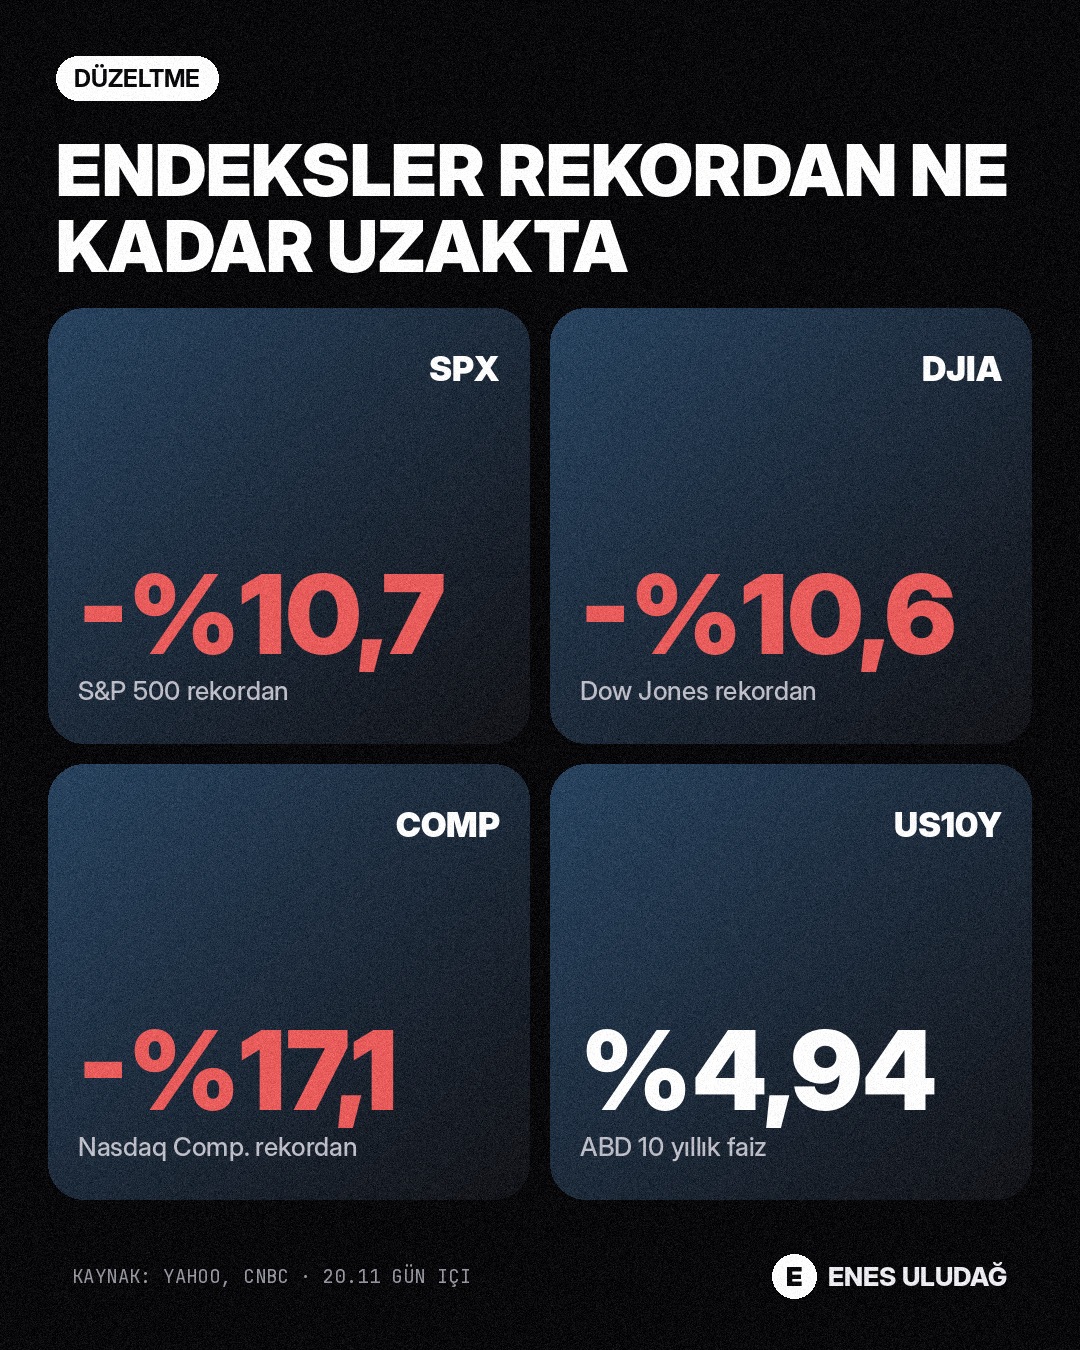 DÜZELTME
ENDEKSLER REKORDAN NE
KADAR UZAKTA
SPX
-%10,7
S&P 500 rekordan
DJIA
-%10,6
Dow Jones rekordan
COMP
-%17,1
Nasdaq Comp. rekordan
US10Y
%4,94
ABD 10 yıllık faiz
KAYNAK: YAHOO, CNBC · 20.11 GÜN IÇI
E ENES ULUDAĞ